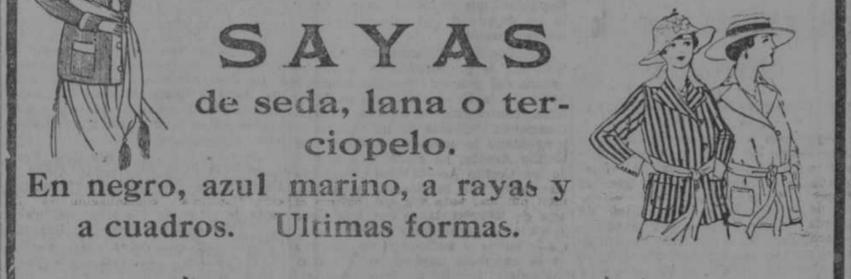 SAYAS
de seda, lana o ter-
ciopelo.
En negro, azul marino, a rayas y
a cuadros. Ultimas formas.